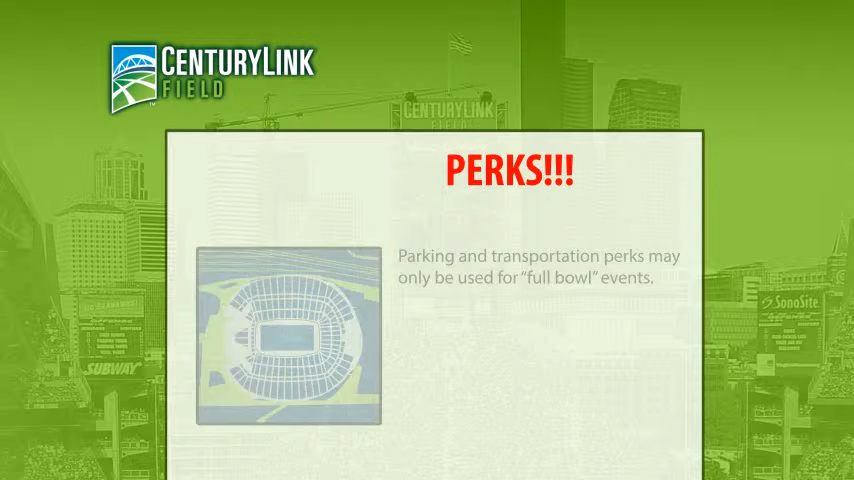 CENTURYLINK
FIELD
CENTURYLINK
FIELD
PERKS!!!
Parking and transportation perks may
only be used for “full bowl” events.
SonoSite
SUBWAY